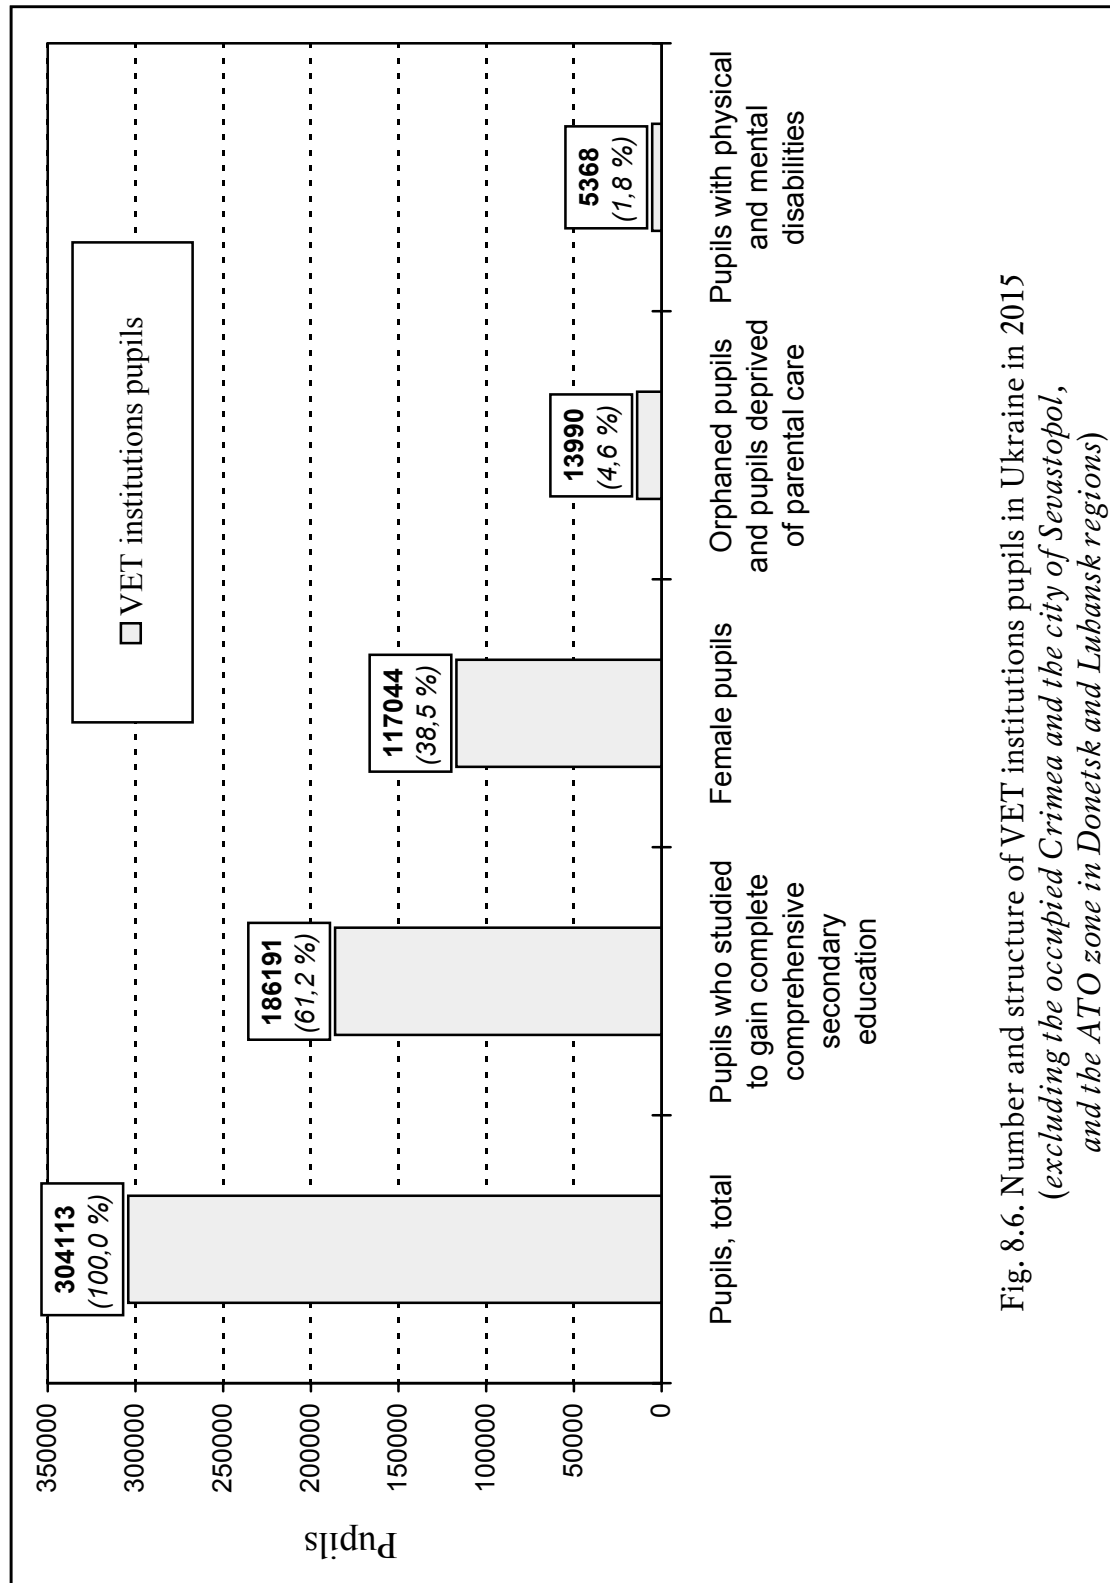 Pupils
350000
300000
250000
200000
150000
100000
50000
0
VET institutions pupils
304113
(100,0 %)
186191
(61,2 %)
117044
(38,5 %)
13990
(4,6 %)
5368
(1,8 %)
Pupils, total
Pupils who studied
to gain complete
comprehensive
secondary
education
Female pupils
Orphaned pupils
and pupils deprived
of parental care
Pupils with physical
and mental
disabilities
Fig. 8.6. Number and structure of VET institutions pupils in Ukraine in 2015
(excluding the occupied Crimea and the city of Sevastopol,
and the ATO zone in Donetsk and Luhansk regions)